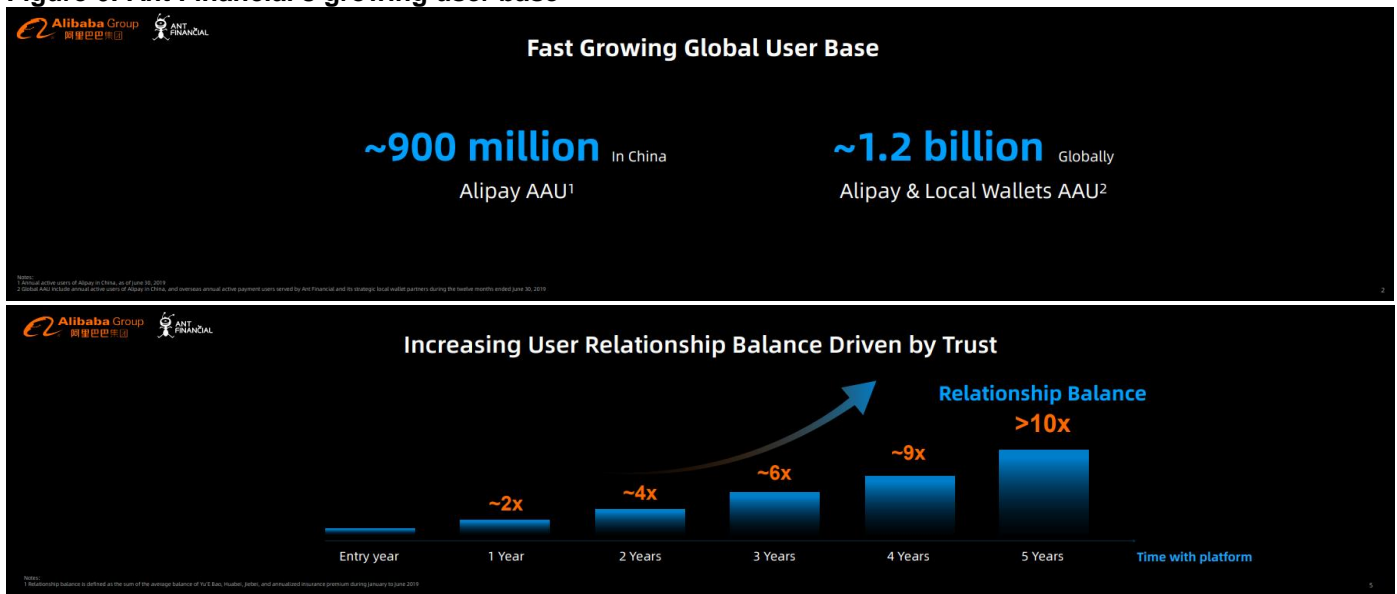 Figure 6. Ant Financial's growing user base
Alibaba Group
阿里巴巴集团
ANT
FINANCIAL
Fast Growing Global User Base
~900 million In China
Alipay AAU¹
~1.2 billion Globally
Alipay & Local Wallets AAU²
Notes:
1 Annual active users of Alipay in China, as of June 30, 2019
2 Global AAU include annual active users of Alipay in China, and overseas annual active payment users served by Ant Financial and its strategic local wallet partners during the twelve months ended June 30, 2019
2
Alibaba Group
阿里巴巴集团
ANT
FINANCIAL
Increasing User Relationship Balance Driven by Trust
Relationship Balance
>10x
~9x
~6x
~4x
~2x
Entry year 1 Year 2 Years 3 Years 4 Years 5 Years Time with platform
Notes:
1 Relationship balance is defined as the sum of the average balance of Yu'E Bao, Huabei, Jiebei, and annualized insurance premium during January to June 2019
5